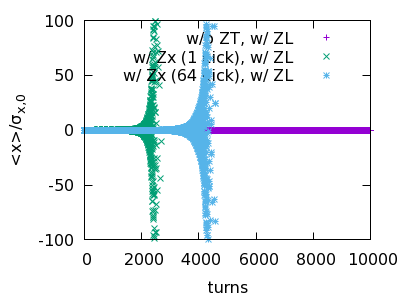 100
50
0
-50
-100
<x>/σx,0
w/o ZT, w/ ZL
w/ Zx (1 kick), w/ ZL
w/ Zx (64 kick), w/ ZL
0 2000 4000 6000 8000 10000
turns